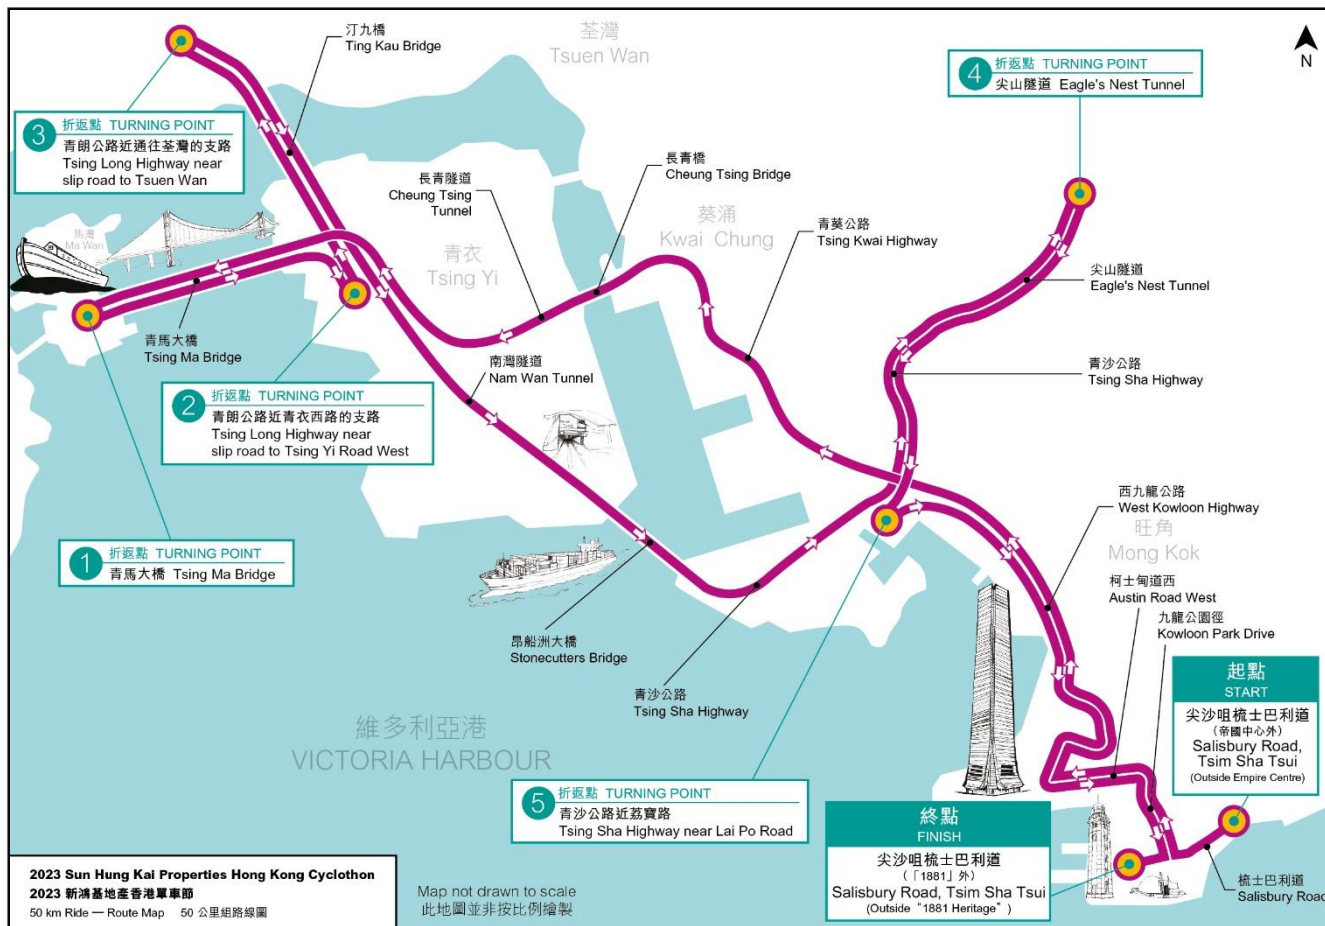 汀九橋
Ting Kau Bridge
荃灣
Tsuen Wan
4
折返點 TURNING POINT
尖山隧道 Eagle's Nest Tunnel
N
3
折返點 TURNING POINT
青朗公路近通往荃灣的支路
Tsing Long Highway near
slip road to Tsuen Wan
長青隧道
Cheung Tsing
Tunnel
長青橋
Cheung Tsing Bridge
葵涌
Kwai Chung
青葵公路
Tsing Kwai Highway
馬灣
Ma Wan
青衣
Tsing Yi
尖山隧道
Eagle's Nest Tunnel
青馬大橋
Tsing Ma Bridge
南灣隧道
Nam Wan Tunnel
青沙公路
Tsing Sha Highway
2
折返點 TURNING POINT
青朗公路近青衣西路的支路
Tsing Long Highway near
slip road to Tsing Yi Road West
西九龍公路
West Kowloon Highway
旺角
Mong Kok
1
折返點 TURNING POINT
青馬大橋 Tsing Ma Bridge
柯士甸道西
Austin Road West
九龍公園徑
Kowloon Park Drive
昂船洲大橋
Stonecutters Bridge
青沙公路
Tsing Sha Highway
起點
START
尖沙咀梳士巴利道
(帝國中心外)
Salisbury Road,
Tsim Sha Tsui
(Outside Empire Centre)
維多利亞港
VICTORIA HARBOUR
5
折返點 TURNING POINT
青沙公路近荔寶路
Tsing Sha Highway near Lai Po Road
終點
FINISH
尖沙咀梳士巴利道
(「1881」外)
Salisbury Road, Tsim Sha Tsui
(Outside "1881 Heritage")
梳士巴利道
Salisbury Road
2023 Sun Hung Kai Properties Hong Kong Cyclothon
2023 新鴻基地產香港單車節
50 km Ride — Route Map 50 公里組路線圖
Map not drawn to scale
此地圖並非按比例繪製